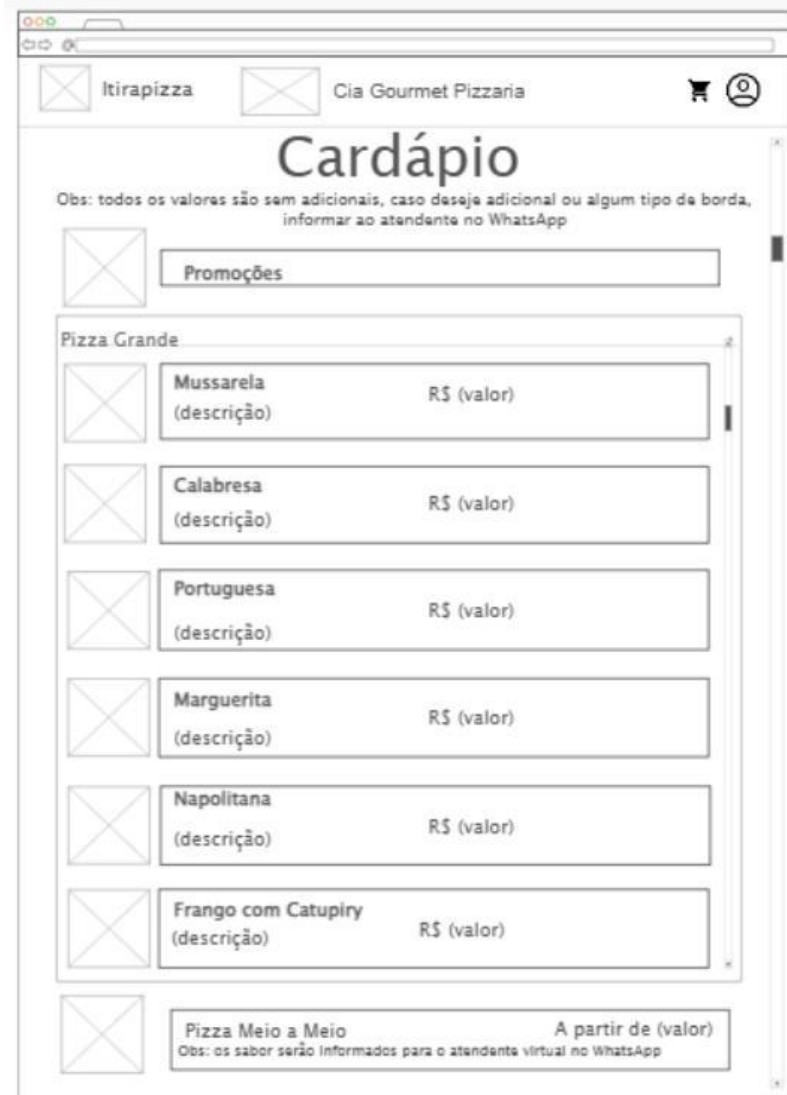 Itirapizza
Cia Gourmet Pizzaria
Cardápio
Obs: todos os valores são sem adicionais, caso deseje adicional ou algum tipo de borda,
informar ao atendente no WhatsApp
Promoções
Pizza Grande
Mussarela
R$ (valor)
(descrição)
Calabresa
R$ (valor)
(descrição)
Portuguesa
R$ (valor)
(descrição)
Marguerita
R$ (valor)
(descrição)
Napolitana
R$ (valor)
(descrição)
Frango com Catupiry
R$ (valor)
(descrição)
Pizza Meio a Meio
A partir de (valor)
Obs: os sabor serão informados para o atendente virtual no WhatsApp